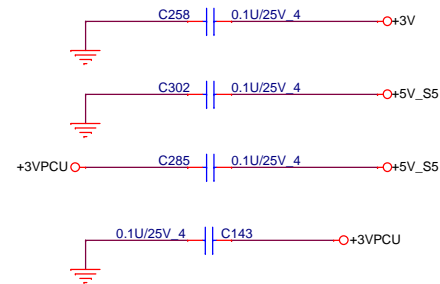 C258 0.1U/25V_4 +3V
C302 0.1U/25V_4 +5V_S5
+3VPCU C285 0.1U/25V_4 +5V_S5
0.1U/25V_4 C143 +3VPCU